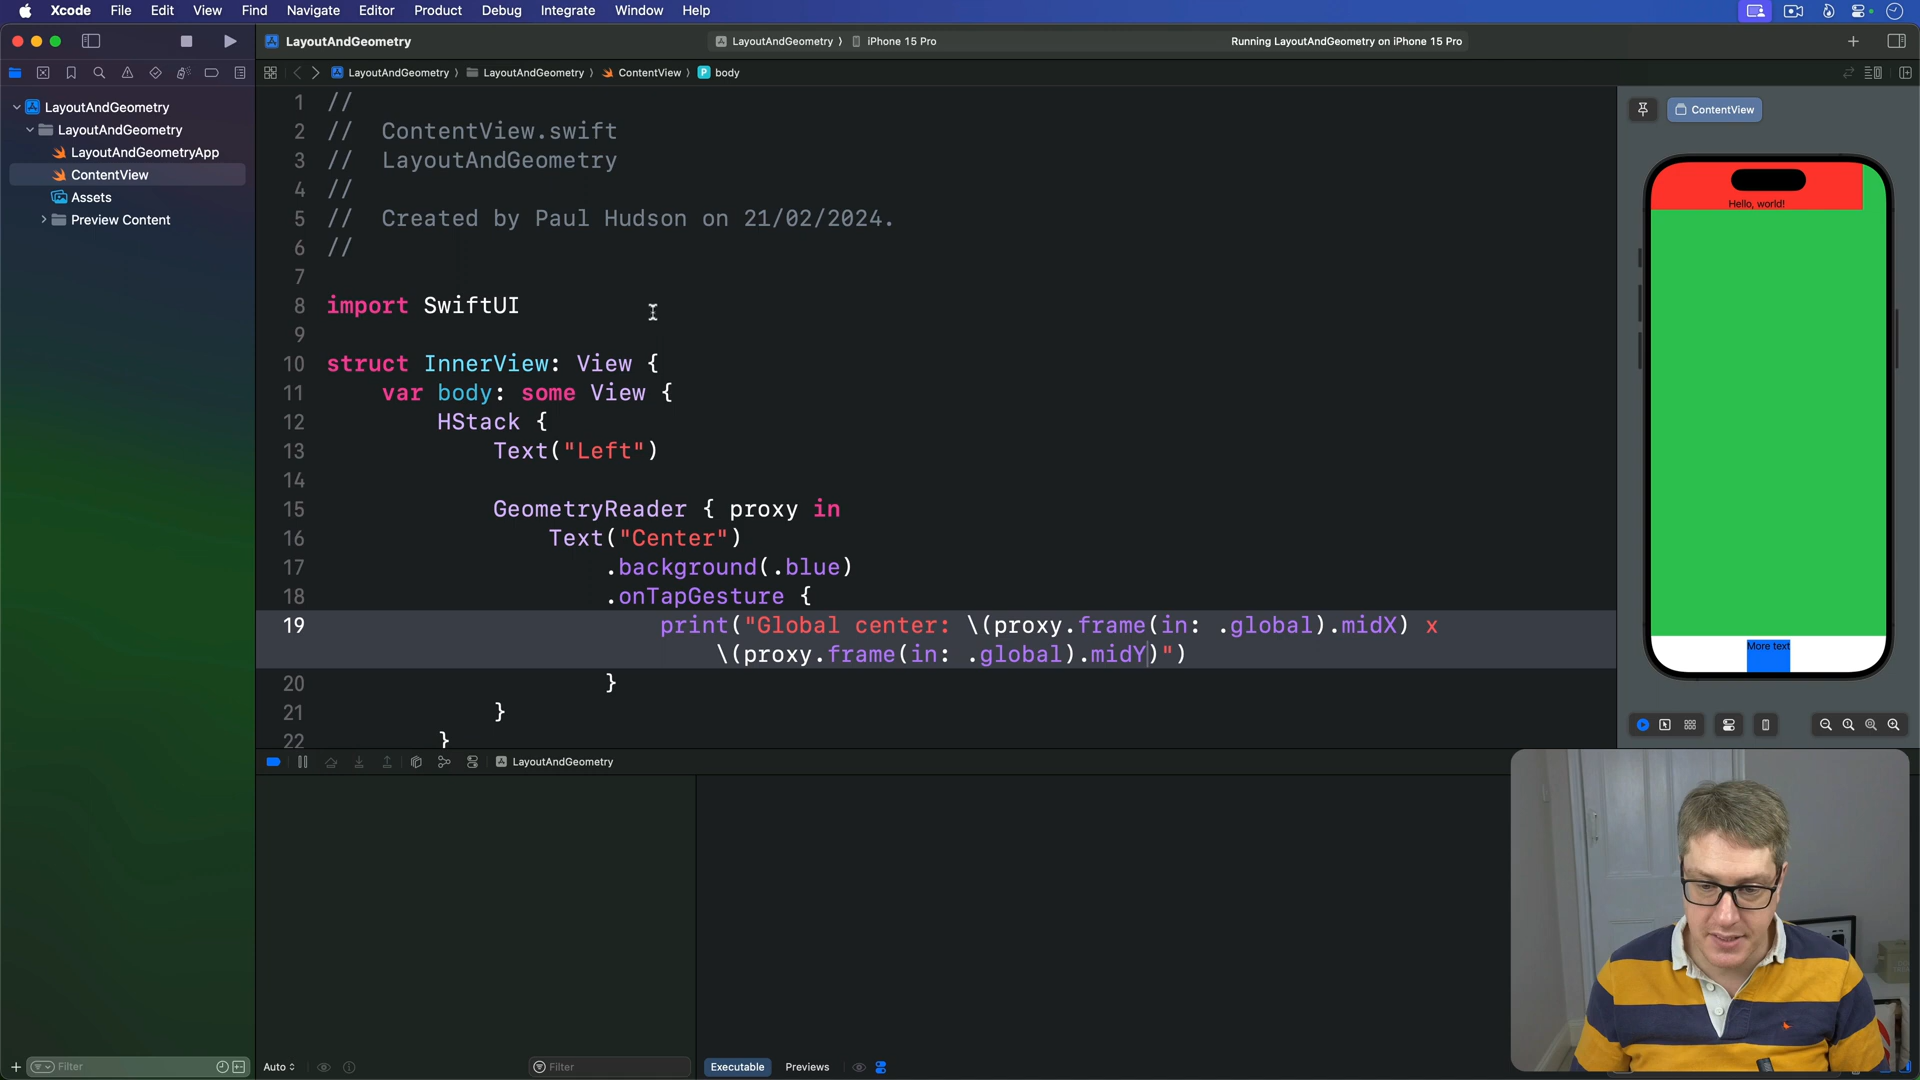 Xcode File Edit View Find Navigate Editor Product Debug Integrate Window Help
LayoutAndGeometry
LayoutAndGeometry ⟩ iPhone 15 Pro
Running LayoutAndGeometry on iPhone 15 Pro
LayoutAndGeometry ⟩ LayoutAndGeometry ⟩ ContentView ⟩ P body
LayoutAndGeometry
LayoutAndGeometry
LayoutAndGeometryApp
ContentView
Assets
Preview Content
1 //
2 // ContentView.swift
3 // LayoutAndGeometry
4 //
5 // Created by Paul Hudson on 21/02/2024.
6 //
7
8 import SwiftUI
9
10 struct InnerView: View {
11 var body: some View {
12 HStack {
13 Text("Left")
14
15 GeometryReader { proxy in
16 Text("Center")
17 .background(.blue)
18 .onTapGesture {
19 print("Global center: \(proxy.frame(in: .global).midX) x
\(proxy.frame(in: .global).midY)")
20 }
21 }
22 }
ContentView
Hello, world!
More text
LayoutAndGeometry
Filter
Auto
Filter
Executable
Previews